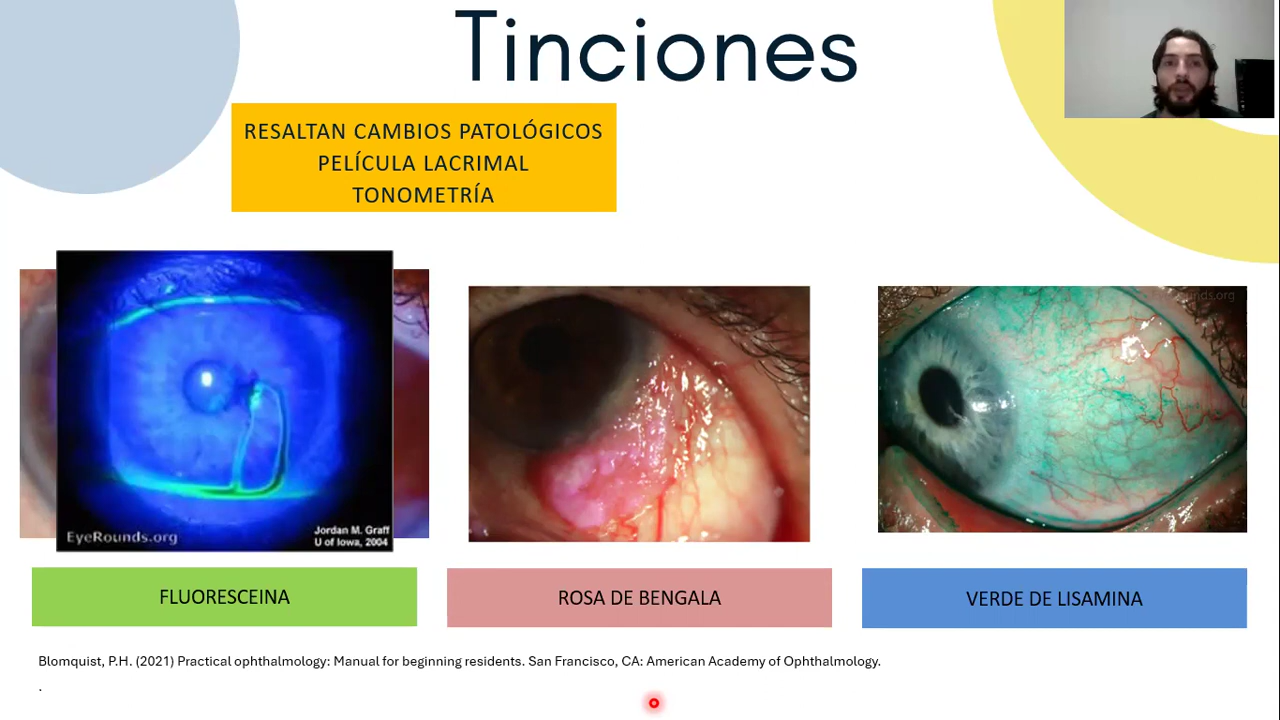 Tinciones
RESALTAN CAMBIOS PATOLÓGICOS
PELÍCULA LACRIMAL
TONOMETRÍA
EyeRounds.org
Jordan M. Graff
U of Iowa, 2004
FLUORESCEINA
ROSA DE BENGALA
VERDE DE LISAMINA
Blomquist, P.H. (2021) Practical ophthalmology: Manual for beginning residents. San Francisco, CA: American Academy of Ophthalmology.